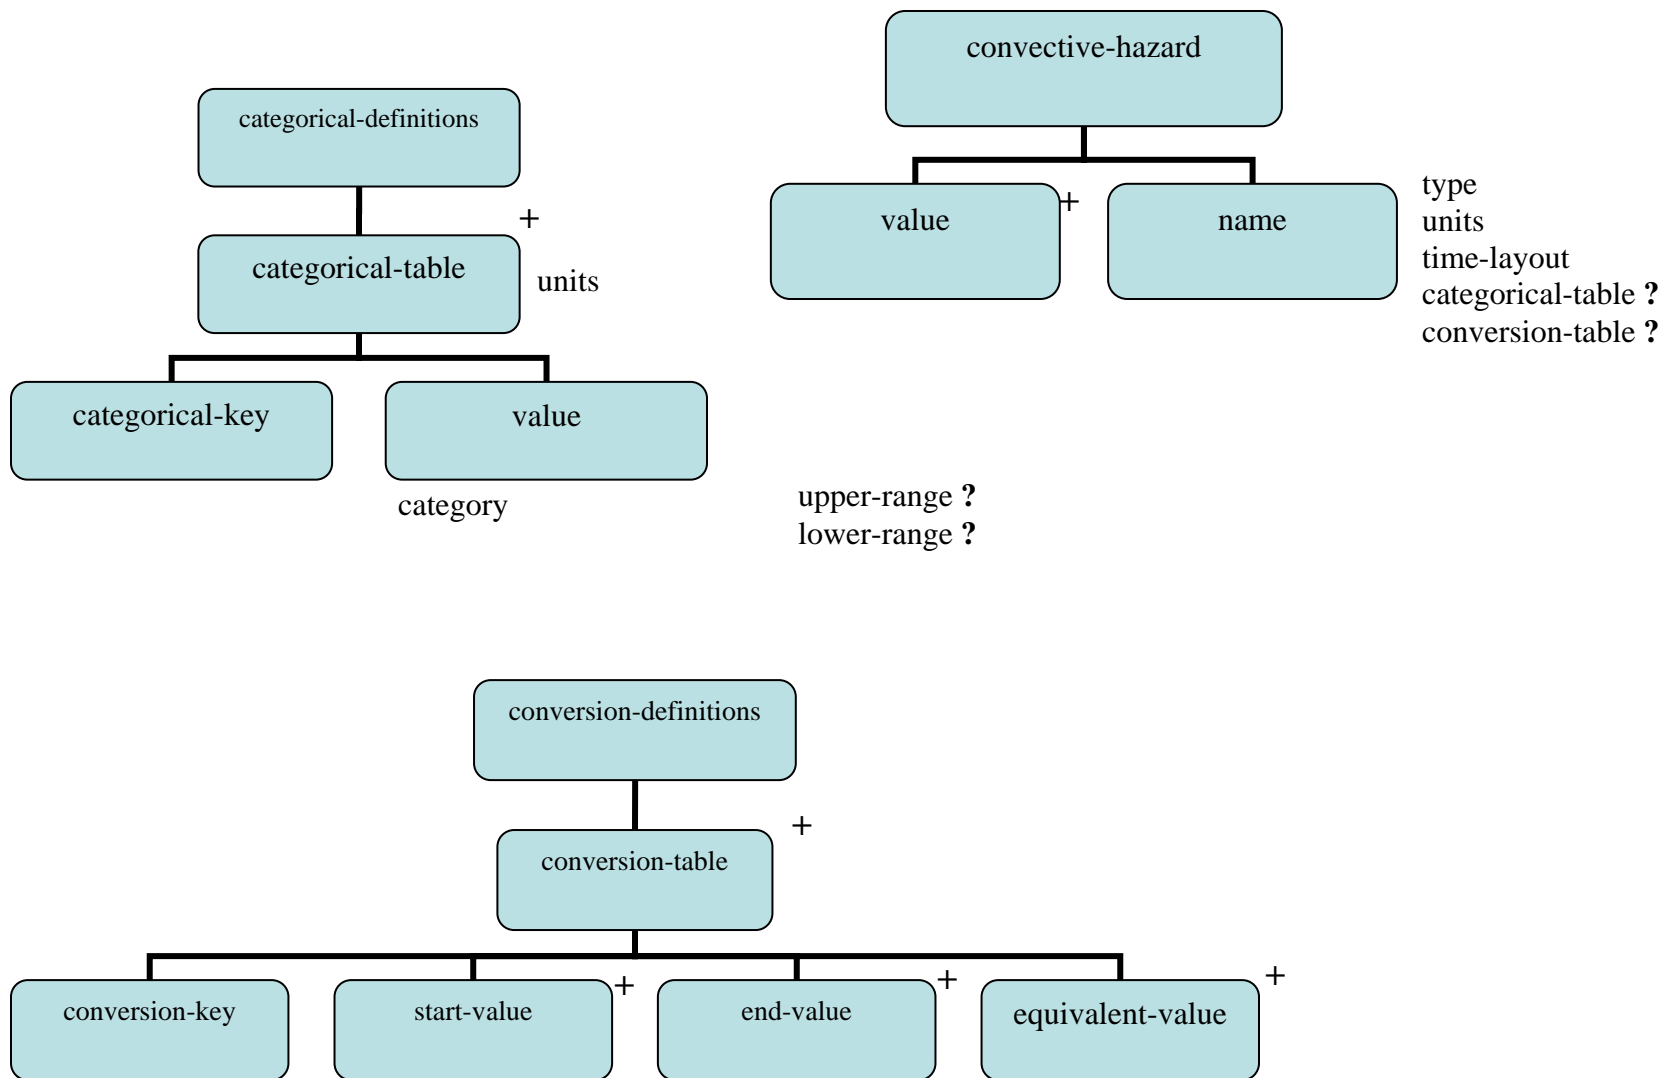 convective-hazard
categorical-definitions
value +
name
type
units
time-layout
categorical-table ?
conversion-table ?
+
categorical-table
units
categorical-key
value
category
upper-range ?
lower-range ?
conversion-definitions
+
conversion-table
conversion-key
start-value +
end-value +
equivalent-value +